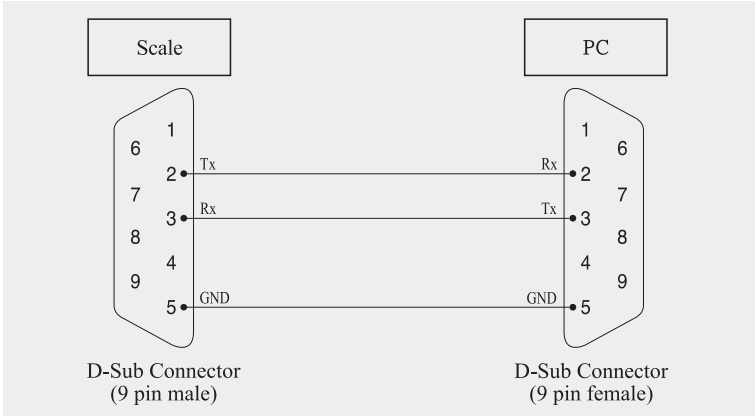 Scale
PC
1
6
2
Tx
7
3
Rx
8
4
9
5
GND
1
6
Rx
2
7
Tx
3
8
4
9
GND
5
D-Sub Connector
(9 pin male)
D-Sub Connector
(9 pin female)